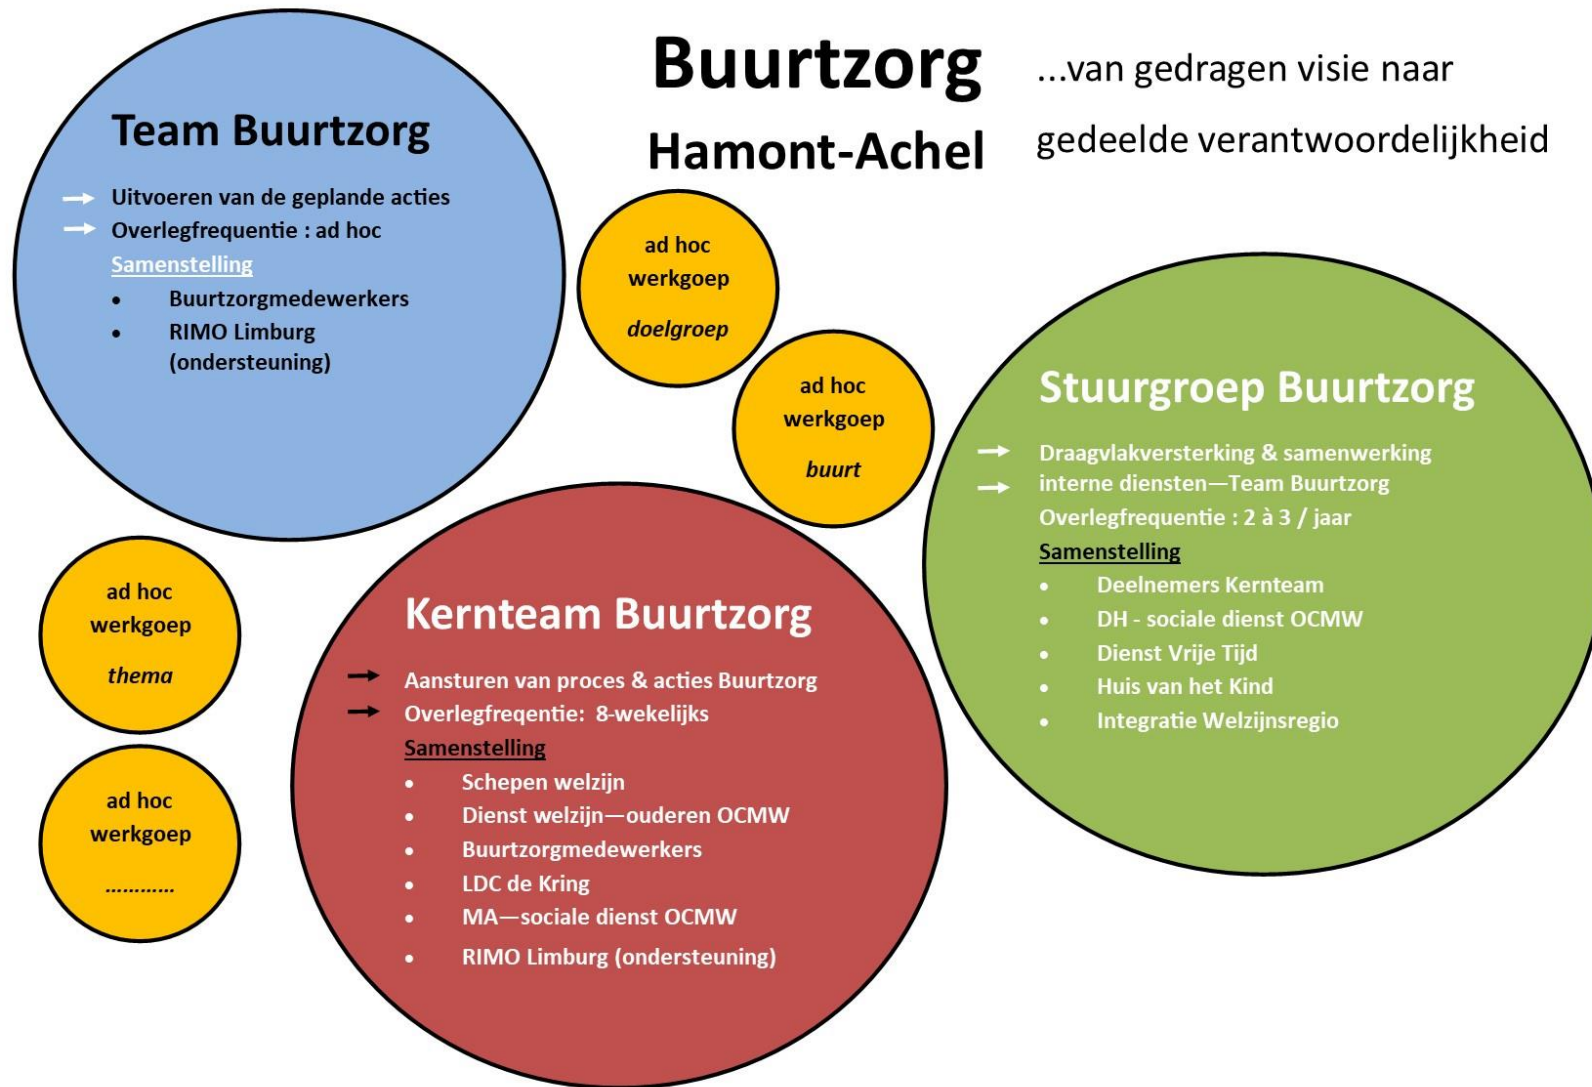 Buurtzorg
Hamont-Achel
...van gedragen visie naar
gedeelde verantwoordelijkheid
Team Buurtzorg
Uitvoeren van de geplande acties
Overlegfrequentie : ad hoc
Samenstelling
• Buurtzorgmedewerkers
• RIMO Limburg
(ondersteuning)
ad hoc
werkgoep
doelgroep
ad hoc
werkgoep
buurt
Stuurgroep Buurtzorg
Draagvlakversterking & samenwerking
interne diensten—Team Buurtzorg
Overlegfrequentie : 2 à 3 / jaar
Samenstelling
• Deelnemers Kernteam
• DH - sociale dienst OCMW
• Dienst Vrije Tijd
• Huis van het Kind
• Integratie Welzijnsregio
Kernteam Buurtzorg
Aansturen van proces & acties Buurtzorg
Overlegfreqentie: 8-wekelijks
Samenstelling
• Schepen welzijn
• Dienst welzijn—ouderen OCMW
• Buurtzorgmedewerkers
• LDC de Kring
• MA—sociale dienst OCMW
• RIMO Limburg (ondersteuning)
ad hoc
werkgoep
thema
ad hoc
werkgoep
............